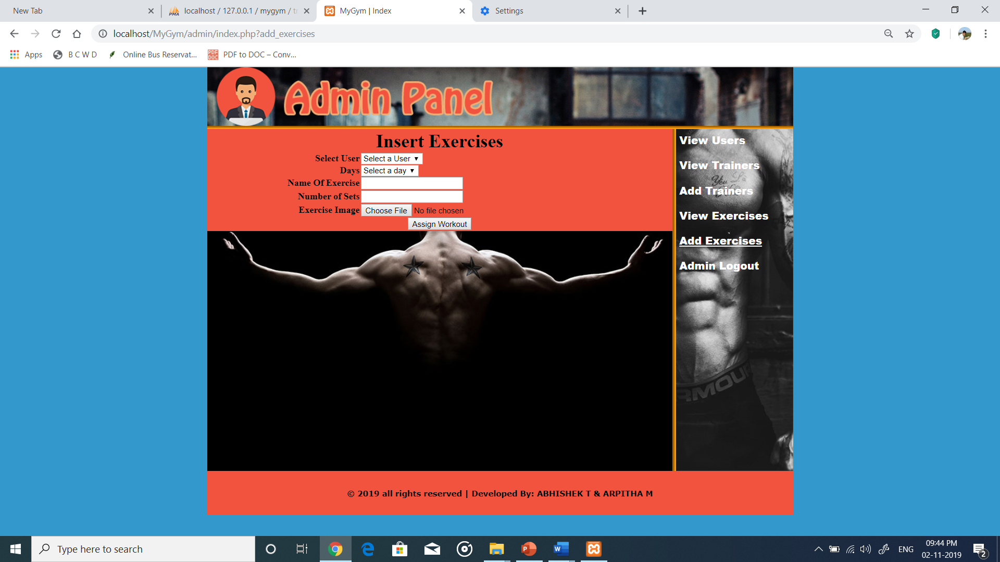 New Tab
localhost / 127.0.0.1 / mygym / t
MyGym | Index
Settings
localhost/MyGym/admin/index.php?add_exercises
Apps
B C W D
Online Bus Reservat...
PDF DOC
PDF to DOC – Conv...
Admin Panel
Insert Exercises
Select User Select a User
Days Select a day
Name Of Exercise
Number of Sets
Exercise Image Choose File No file chosen
Assign Workout
View Users
View Trainers
Add Trainers
View Exercises
Add Exercises
Admin Logout
© 2019 all rights reserved | Developed By: ABHISHEK T & ARPITHA M
Type here to search
ENG
09:44 PM
02-11-2019
2